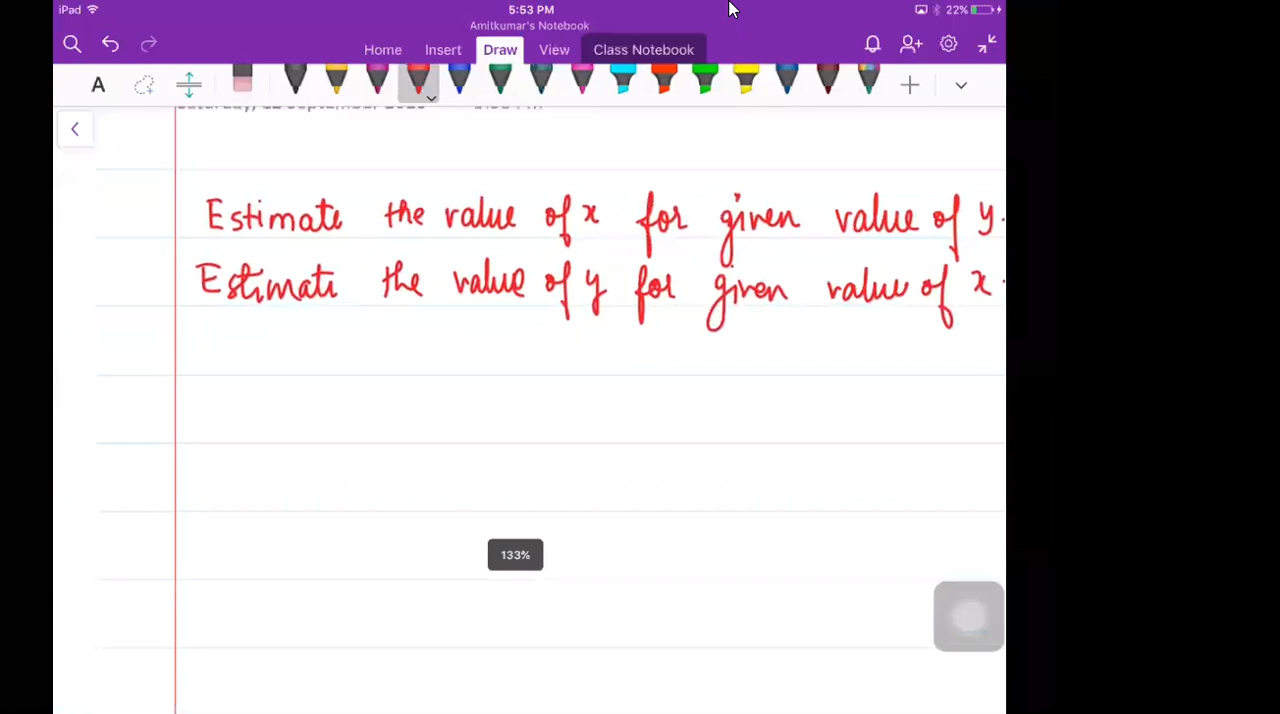 iPad 5:53 PM 22%
Amitkumar's Notebook
Home Insert Draw View Class Notebook
A
Estimate the value of x for given value of y.
Estimate the value of y for given value of x.
133%